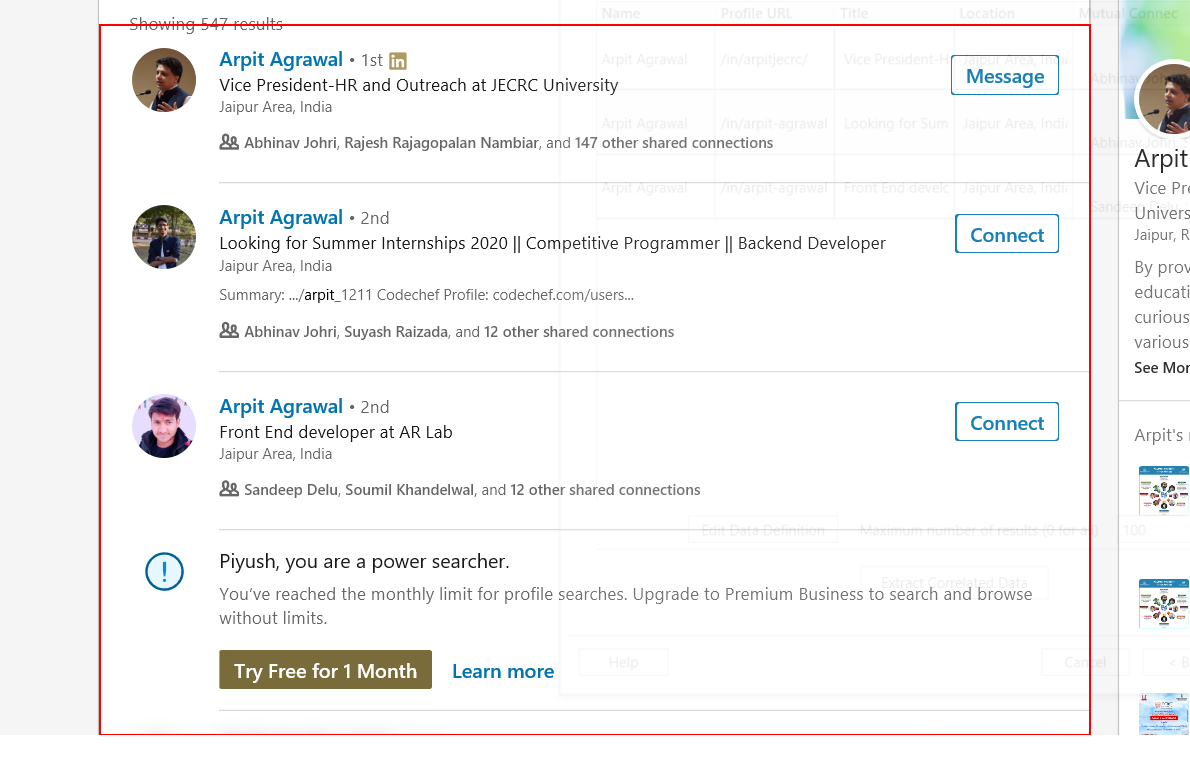 Showing 547 results
Arpit Agrawal • 1st in
Vice President-HR and Outreach at JECRC University
Jaipur Area, India
Message
Abhinav Johri, Rajesh Rajagopalan Nambiar, and 147 other shared connections
Arpit Agrawal • 2nd
Looking for Summer Internships 2020 || Competitive Programmer || Backend Developer
Jaipur Area, India
Connect
Summary: .../arpit_1211 Codechef Profile: codechef.com/users...
Abhinav Johri, Suyash Raizada, and 12 other shared connections
Arpit Agrawal • 2nd
Front End developer at AR Lab
Jaipur Area, India
Connect
Sandeep Delu, Soumil Khandelwal, and 12 other shared connections
Piyush, you are a power searcher.
You've reached the monthly limit for profile searches. Upgrade to Premium Business to search and browse
without limits.
Try Free for 1 Month Learn more
Name Profile URL Title Location Mutual Connec
Arpit Agrawal /in/arpitjecrc/ Vice President-H Jaipur Area, Indi
Abhinav
Arpit Agrawal /in/arpit-agrawal Looking for Sum Jaipur Area, Indi
Abhinav Johri, S
Arpit Agrawal /in/arpit-agrawal Front End develc Jaipur Area, Indi
Sandeep Delu,
Edit Data Definition Maximum number of results (0 for all) 100
Extract Correlated Data
Help Cancel < B
Arpit
Vice Pre
Univers
Jaipur, R
By prov
educati
curious
various
See Mor
Arpit's